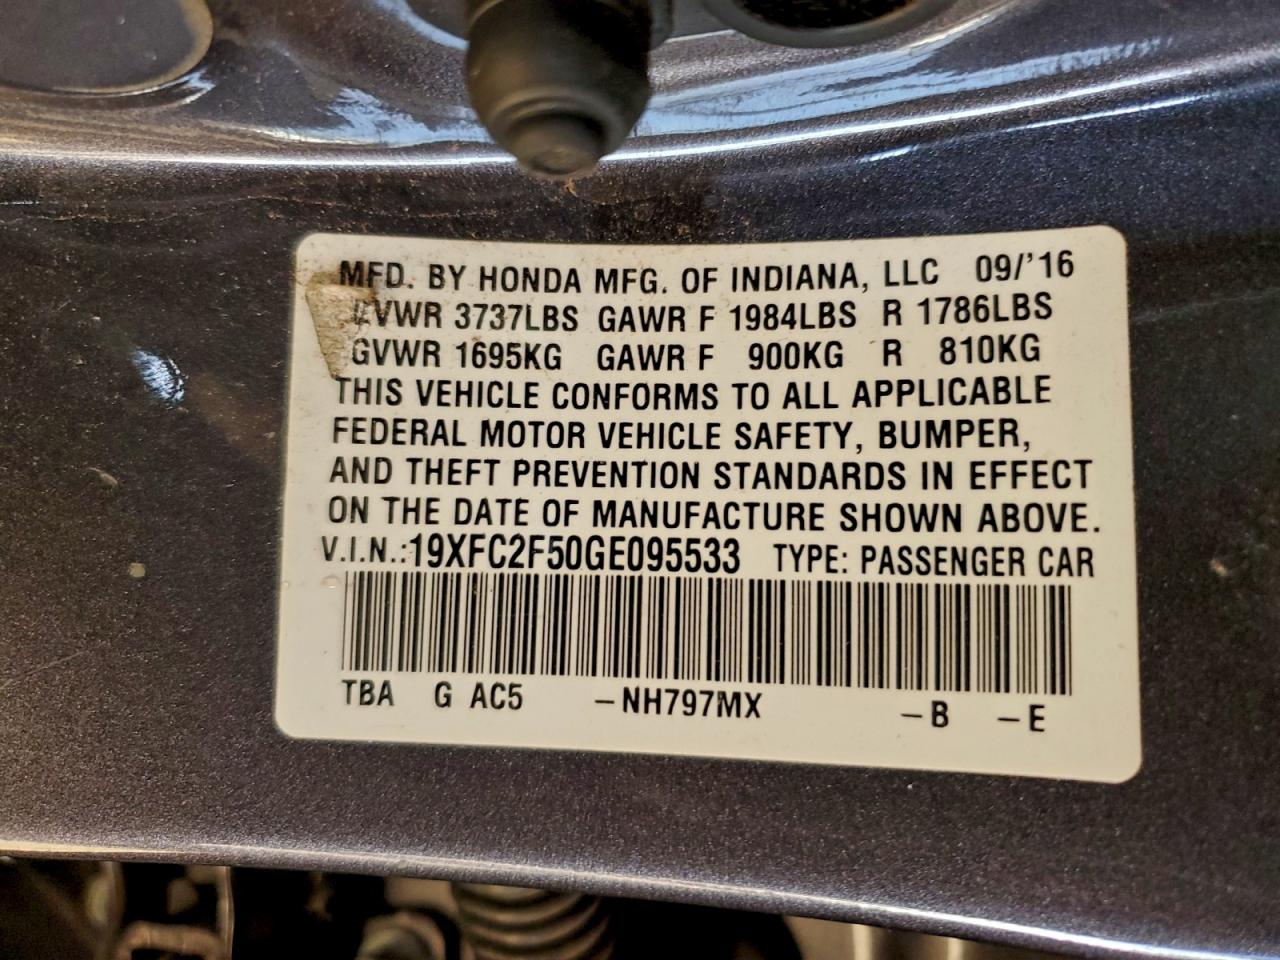 MFD. BY HONDA MFG. OF INDIANA, LLC 09/'16
GVWR 3737LBS GAWR F 1984LBS R 1786LBS
GVWR 1695KG GAWR F 900KG R 810KG
THIS VEHICLE CONFORMS TO ALL APPLICABLE
FEDERAL MOTOR VEHICLE SAFETY, BUMPER,
AND THEFT PREVENTION STANDARDS IN EFFECT
ON THE DATE OF MANUFACTURE SHOWN ABOVE.
V.I.N.:19XFC2F50GE095533 TYPE: PASSENGER CAR
TBA G AC5 –NH797MX –B –E